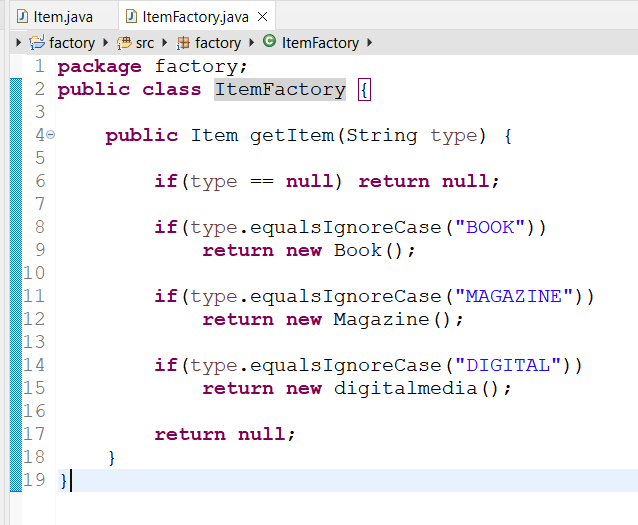 Item.java ItemFactory.java
factory src factory ItemFactory
1 package factory;
2 public class ItemFactory {
3
4 public Item getItem(String type) {
5
6 if(type == null) return null;
7
8 if(type.equalsIgnoreCase("BOOK"))
9 return new Book();
10
11 if(type.equalsIgnoreCase("MAGAZINE"))
12 return new Magazine();
13
14 if(type.equalsIgnoreCase("DIGITAL"))
15 return new digitalmedia();
16
17 return null;
18 }
19 }